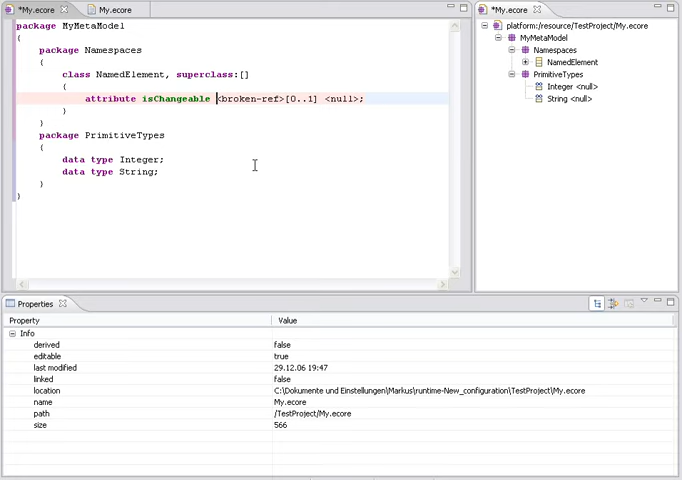 *My.ecore
My.ecore
package MyMetaModel
{
package Namespaces
{
class NamedElement, superclass:[]
{
attribute isChangeable <broken-ref>[0..1] <null>;
}
}
package PrimitiveTypes
{
data type Integer;
data type String;
}
}
*My.ecore
platform:/resource/TestProject/My.ecore
MyMetaModel
Namespaces
NamedElement
PrimitiveTypes
Integer <null>
String <null>
Properties
Property Value
Info
derived false
editable true
last modified 29.12.06 19:47
linked false
location C:\Dokumente und Einstellungen\Markus\runtime-New_configuration\TestProject\My.ecore
name My.ecore
path /TestProject/My.ecore
size 566